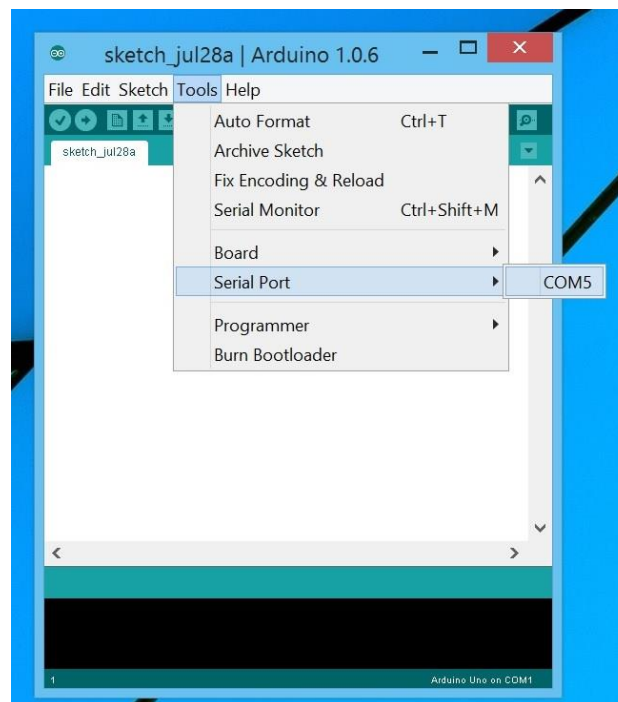 sketch_jul28a | Arduino 1.0.6
File Edit Sketch Tools Help
sketch_jul28a
Auto Format Ctrl+T
Archive Sketch
Fix Encoding & Reload
Serial Monitor Ctrl+Shift+M
Board
Serial Port
COM5
Programmer
Burn Bootloader
1 Arduino Uno on COM1